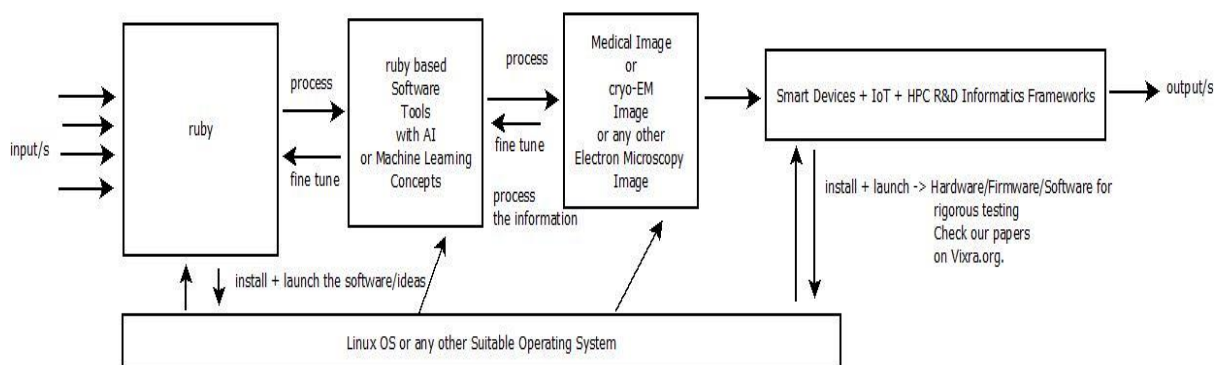 input/s
ruby
process
fine tune
ruby based
Software
Tools
with AI
or Machine Learning
Concepts
process
fine tune
process
the information
Medical Image
or
cryo-EM
Image
or any other
Electron Microscopy
Image
Smart Devices + IoT + HPC R&D Informatics Frameworks
output/s
install + launch the software/ideas
install + launch -> Hardware/Firmware/Software for
rigorous testing
Check our papers
on Vixra.org.
Linux OS or any other Suitable Operating System